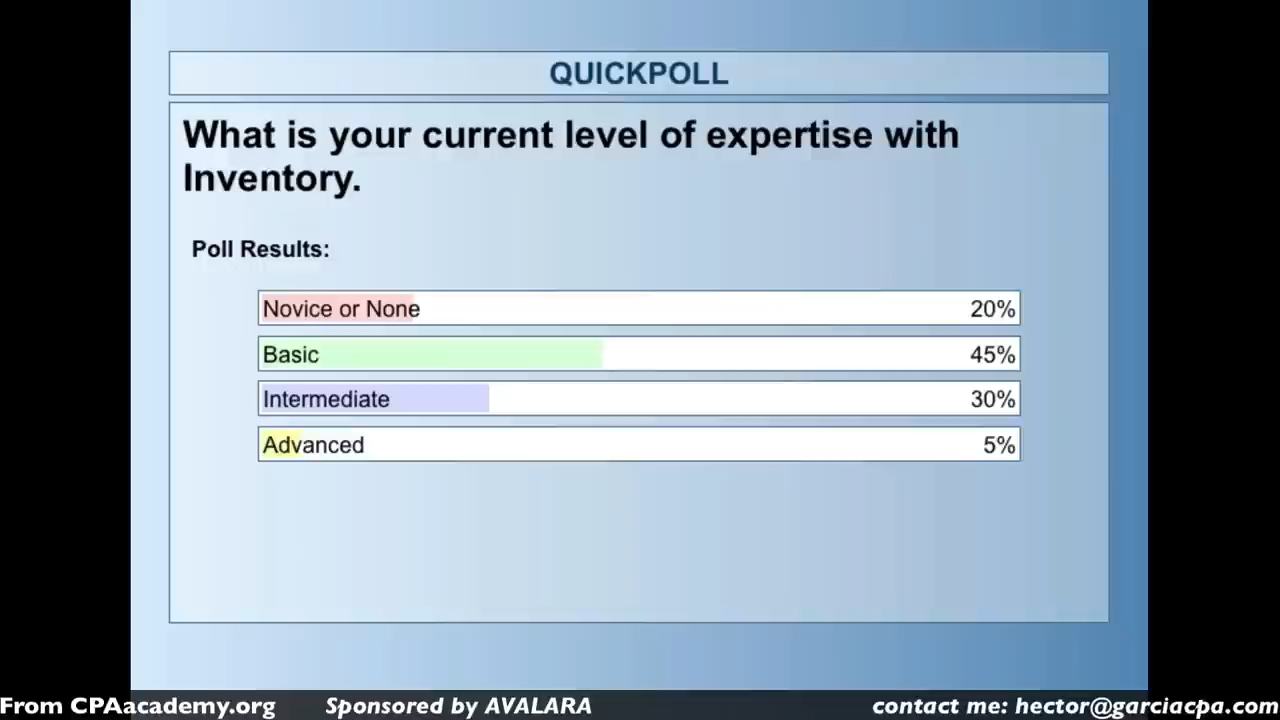 QUICKPOLL
What is your current level of expertise with
Inventory.
Poll Results:
Novice or None 20%
Basic 45%
Intermediate 30%
Advanced 5%
From CPAacademy.org Sponsored by AVALARA contact me: hector@garciacpa.com